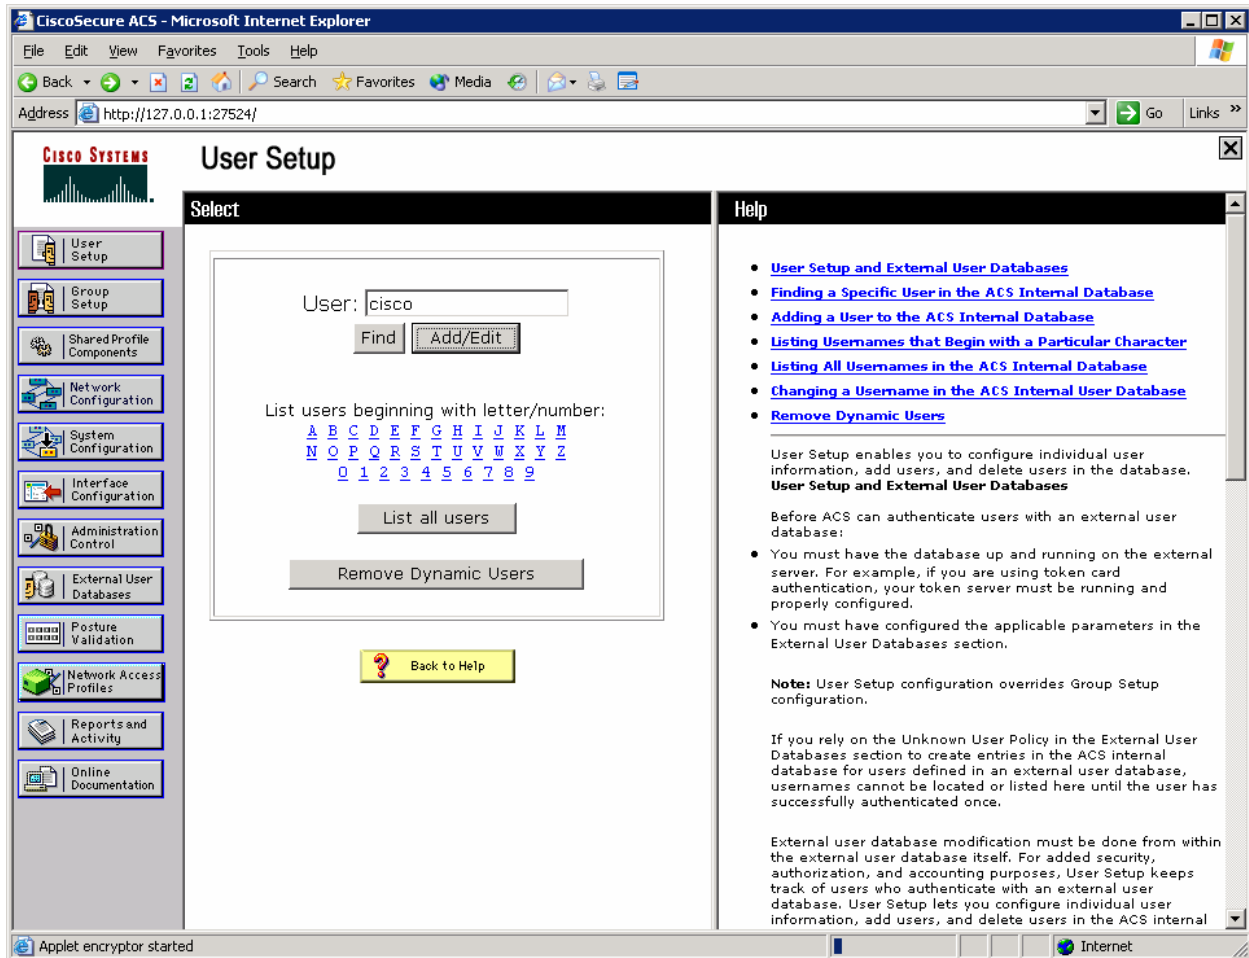 CiscoSecure ACS - Microsoft Internet Explorer
File Edit View Favorites Tools Help
Back Search Favorites Media
Address http://127.0.0.1:27524/ Go Links »
CISCO SYSTEMS
User Setup
Select
Help
User Setup
Group Setup
Shared Profile Components
Network Configuration
System Configuration
Interface Configuration
Administration Control
External User Databases
Posture Validation
Network Access Profiles
Reports and Activity
Online Documentation
User: cisco
Find Add/Edit
List users beginning with letter/number:
A B C D E F G H I J K L M
N O P Q R S T U V W X Y Z
0 1 2 3 4 5 6 7 8 9
List all users
Remove Dynamic Users
Back to Help
User Setup and External User Databases
Finding a Specific User in the ACS Internal Database
Adding a User to the ACS Internal Database
Listing Usernames that Begin with a Particular Character
Listing All Usernames in the ACS Internal Database
Changing a Username in the ACS Internal User Database
Remove Dynamic Users
User Setup enables you to configure individual user
information, add users, and delete users in the database.
User Setup and External User Databases
Before ACS can authenticate users with an external user
database:
You must have the database up and running on the external
server. For example, if you are using token card
authentication, your token server must be running and
properly configured.
You must have configured the applicable parameters in the
External User Databases section.
Note: User Setup configuration overrides Group Setup
configuration.
If you rely on the Unknown User Policy in the External User
Databases section to create entries in the ACS internal
database for users defined in an external user database,
usernames cannot be located or listed here until the user has
successfully authenticated once.
External user database modification must be done from within
the external user database itself. For added security,
authorization, and accounting purposes, User Setup keeps
track of users who authenticate with an external user
database. User Setup lets you configure individual user
information, add users, and delete users in the ACS internal
Applet encryptor started
Internet